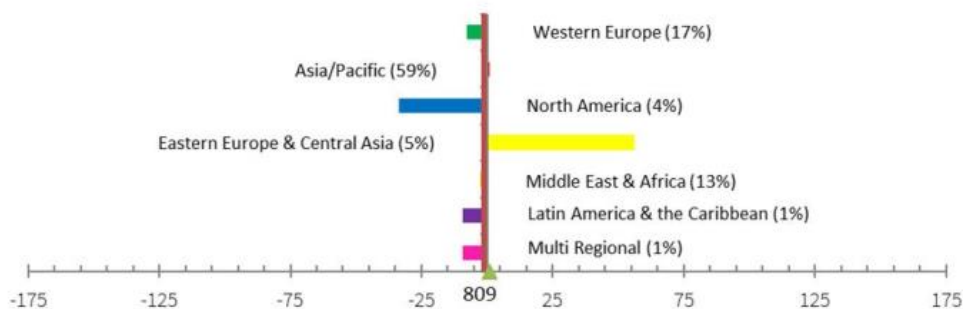 Western Europe (17%)
Asia/Pacific (59%)
North America (4%)
Eastern Europe & Central Asia (5%)
Middle East & Africa (13%)
Latin America & the Caribbean (1%)
Multi Regional (1%)
-175 -125 -75 -25 809 25 75 125 175